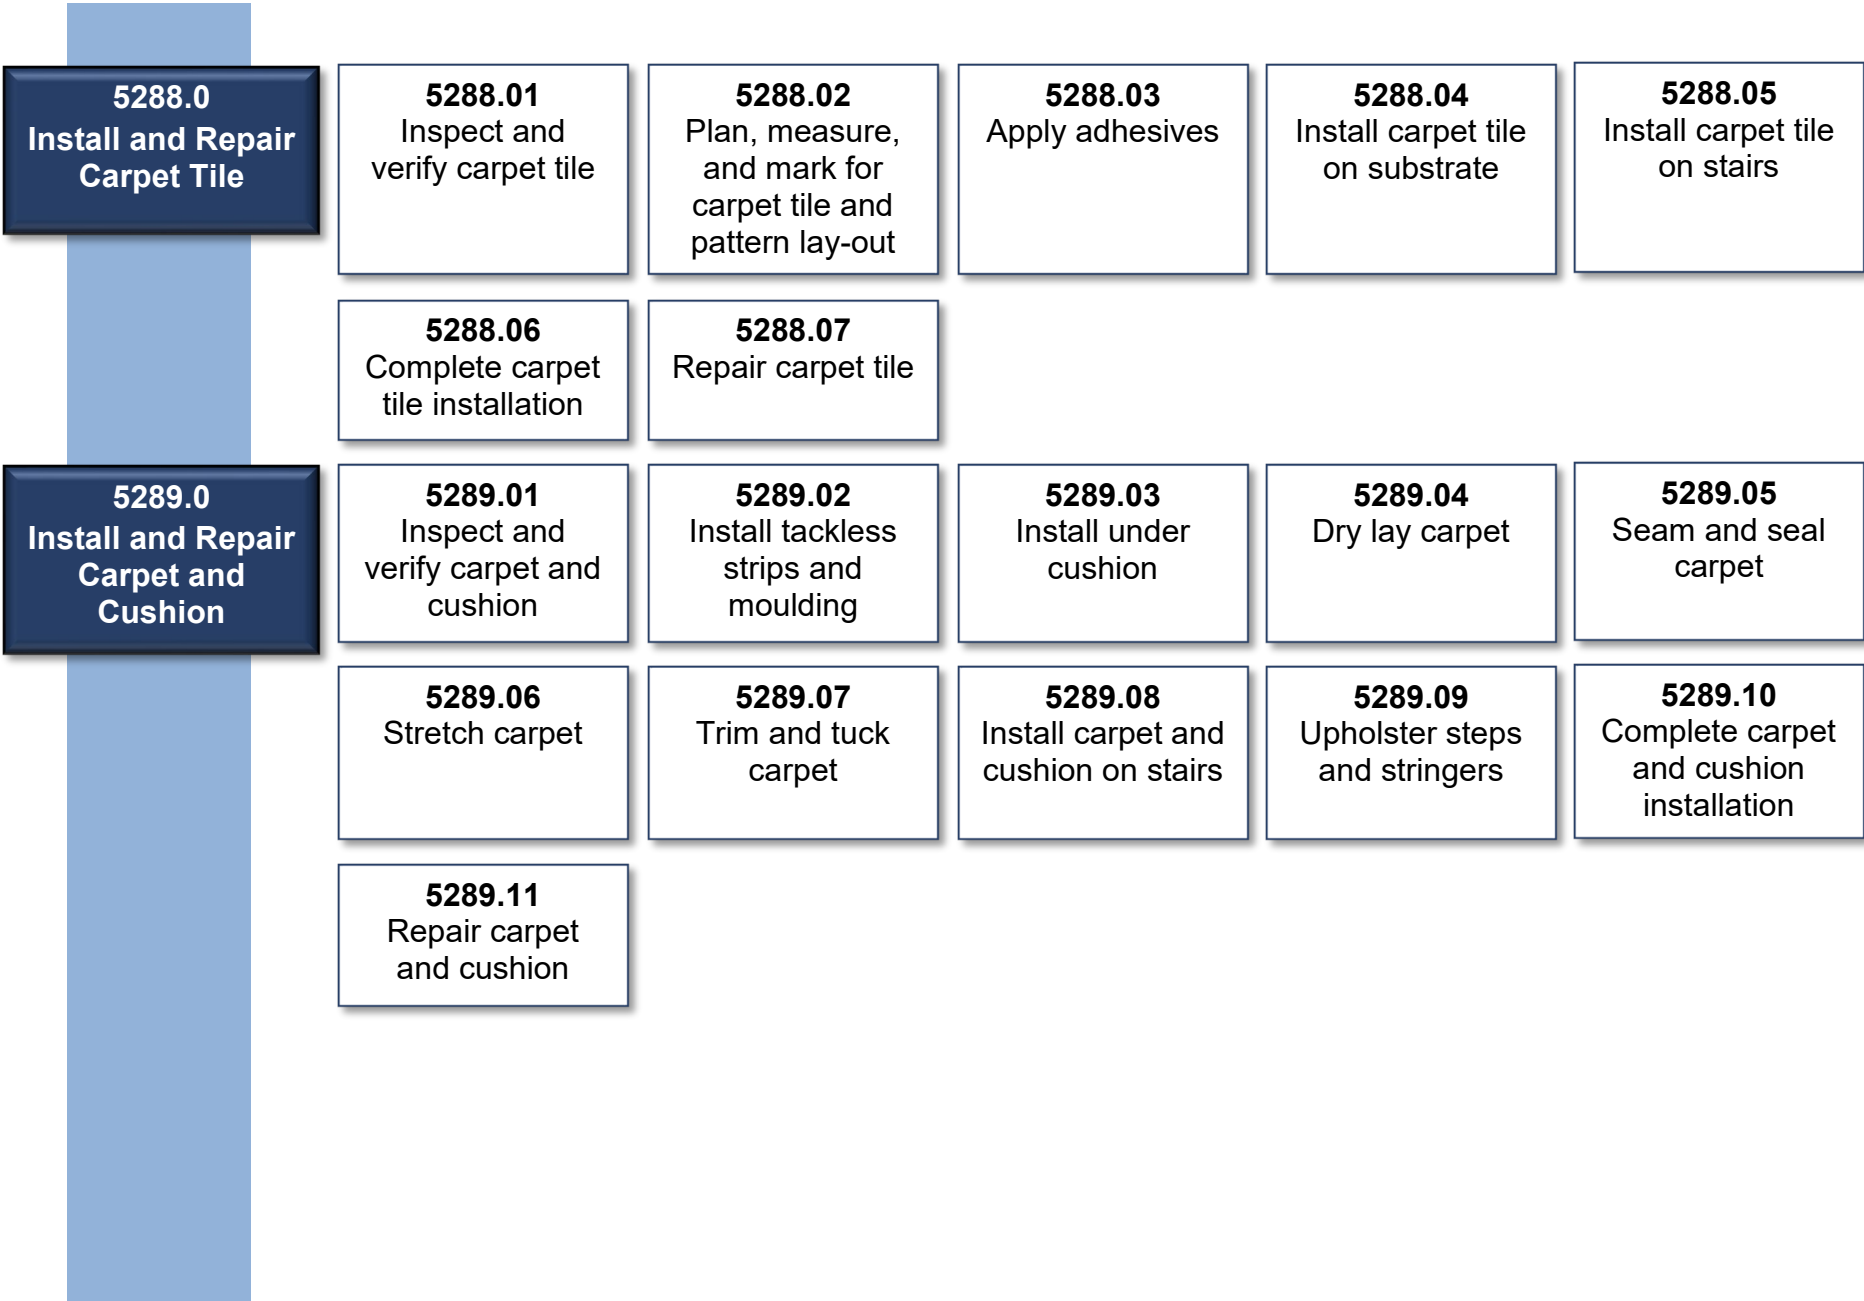 5288.0
Install and Repair
Carpet Tile
5288.01
Inspect and
verify carpet tile
5288.02
Plan, measure,
and mark for
carpet tile and
pattern lay-out
5288.03
Apply adhesives
5288.04
Install carpet tile
on substrate
5288.05
Install carpet tile
on stairs
5288.06
Complete carpet
tile installation
5288.07
Repair carpet tile
5289.0
Install and Repair
Carpet and
Cushion
5289.01
Inspect and
verify carpet and
cushion
5289.02
Install tackless
strips and
moulding
5289.03
Install under
cushion
5289.04
Dry lay carpet
5289.05
Seam and seal
carpet
5289.06
Stretch carpet
5289.07
Trim and tuck
carpet
5289.08
Install carpet and
cushion on stairs
5289.09
Upholster steps
and stringers
5289.10
Complete carpet
and cushion
installation
5289.11
Repair carpet
and cushion